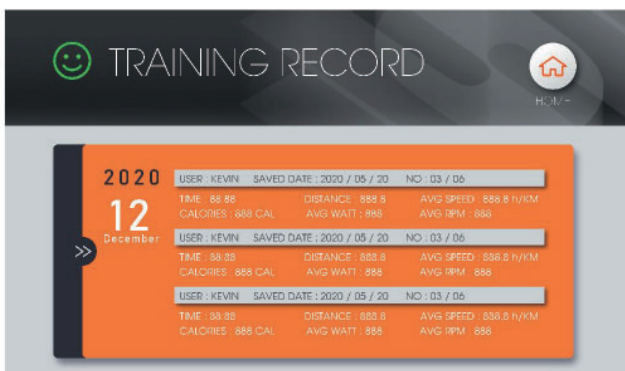 TRAINING RECORD
HOME
2020
12
December
USER : KEVIN SAVED DATE : 2020 / 05 / 20 NO : 03 / 06
TIME : 88:88 DISTANCE : 888.8 AVG SPEED : 888.8 h/KM
CALORIES : 888 CAL AVG WATT : 888 AVG RPM : 888
USER : KEVIN SAVED DATE : 2020 / 05 / 20 NO : 03 / 06
TIME : 88:88 DISTANCE : 888.8 AVG SPEED : 888.8 h/KM
CALORIES : 888 CAL AVG WATT : 888 AVG RPM : 888
USER : KEVIN SAVED DATE : 2020 / 05 / 20 NO : 03 / 06
TIME : 88:88 DISTANCE : 888.8 AVG SPEED : 888.8 h/KM
CALORIES : 888 CAL AVG WATT : 888 AVG RPM : 888